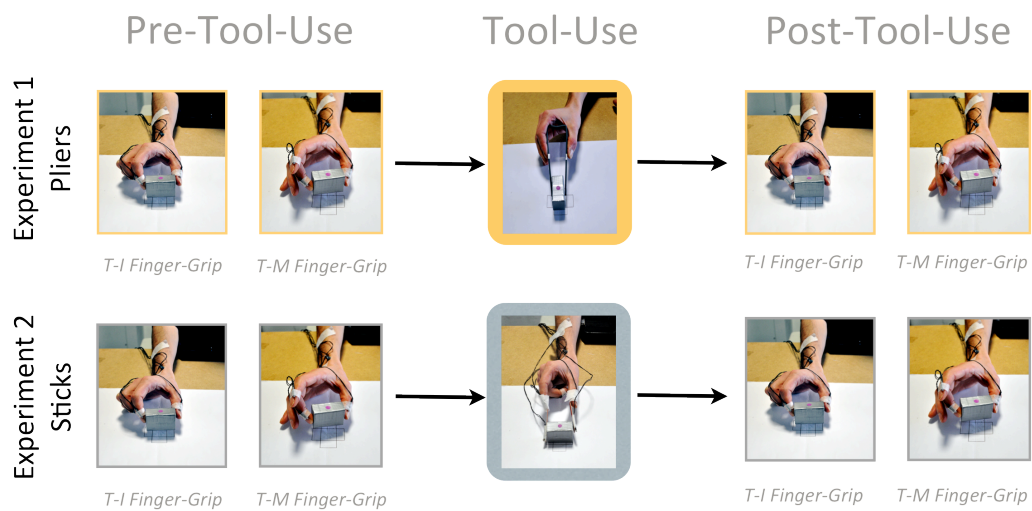 Pre-Tool-Use
Tool-Use
Post-Tool-Use
Experiment 1
Pliers
T-I Finger-Grip
T-M Finger-Grip
T-I Finger-Grip
T-M Finger-Grip
Experiment 2
Sticks
T-I Finger-Grip
T-M Finger-Grip
T-I Finger-Grip
T-M Finger-Grip